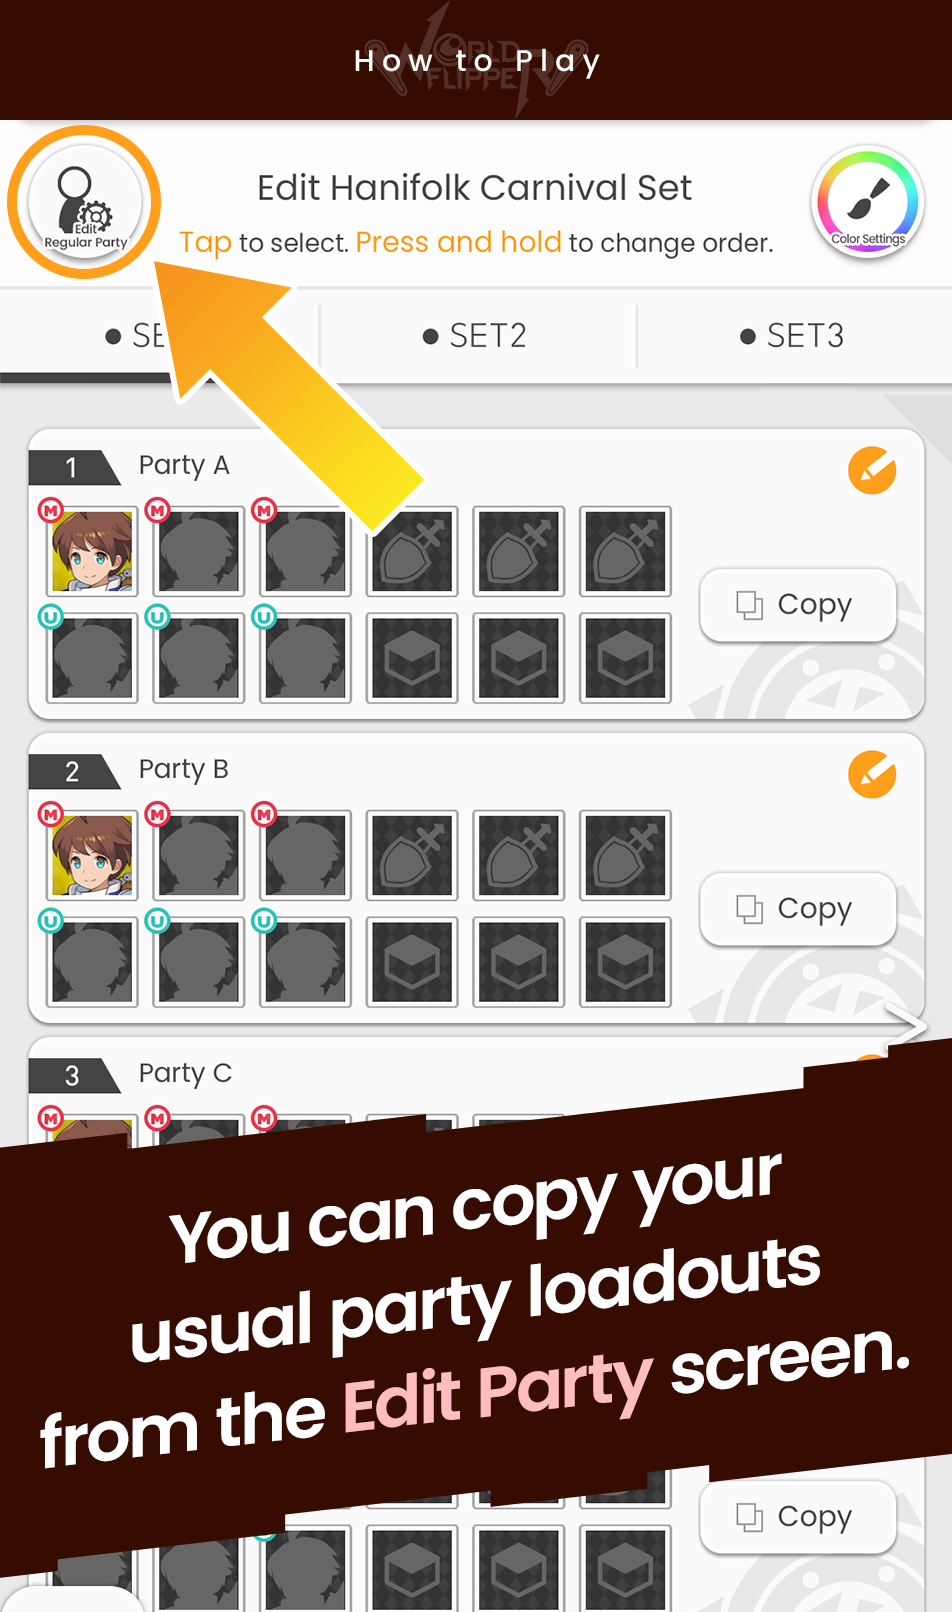 WORLD FLIPPER
How to Play
Edit
Regular Party
Edit Hanifolk Carnival Set
Tap to select. Press and hold to change order.
Color Settings
SE
SET2
SET3
1
Party A
M
M
M
U
U
U
Copy
2
Party B
M
M
M
U
U
U
Copy
3
Party C
M
M
M
You can copy your
usual party loadouts
from the Edit Party screen.
Copy